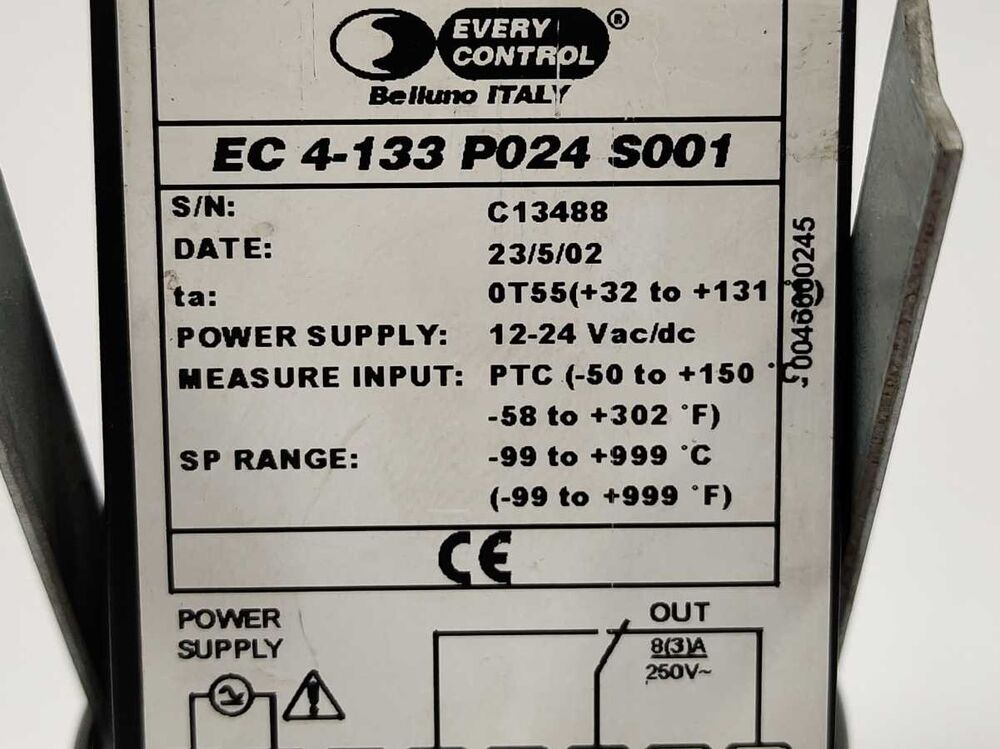 EVERY ®
CONTROL
Belluno ITALY
EC 4-133 P024 S001
S/N: C13488
DATE: 23/5/02
ta: 0T55(+32 to +131
POWER SUPPLY: 12-24 Vac/dc
MEASURE INPUT: PTC (-50 to +150 °
-58 to +302 °F)
SP RANGE: -99 to +999 °C
(-99 to +999 °F)
CE
POWER
SUPPLY
OUT
8(3)A
250V~